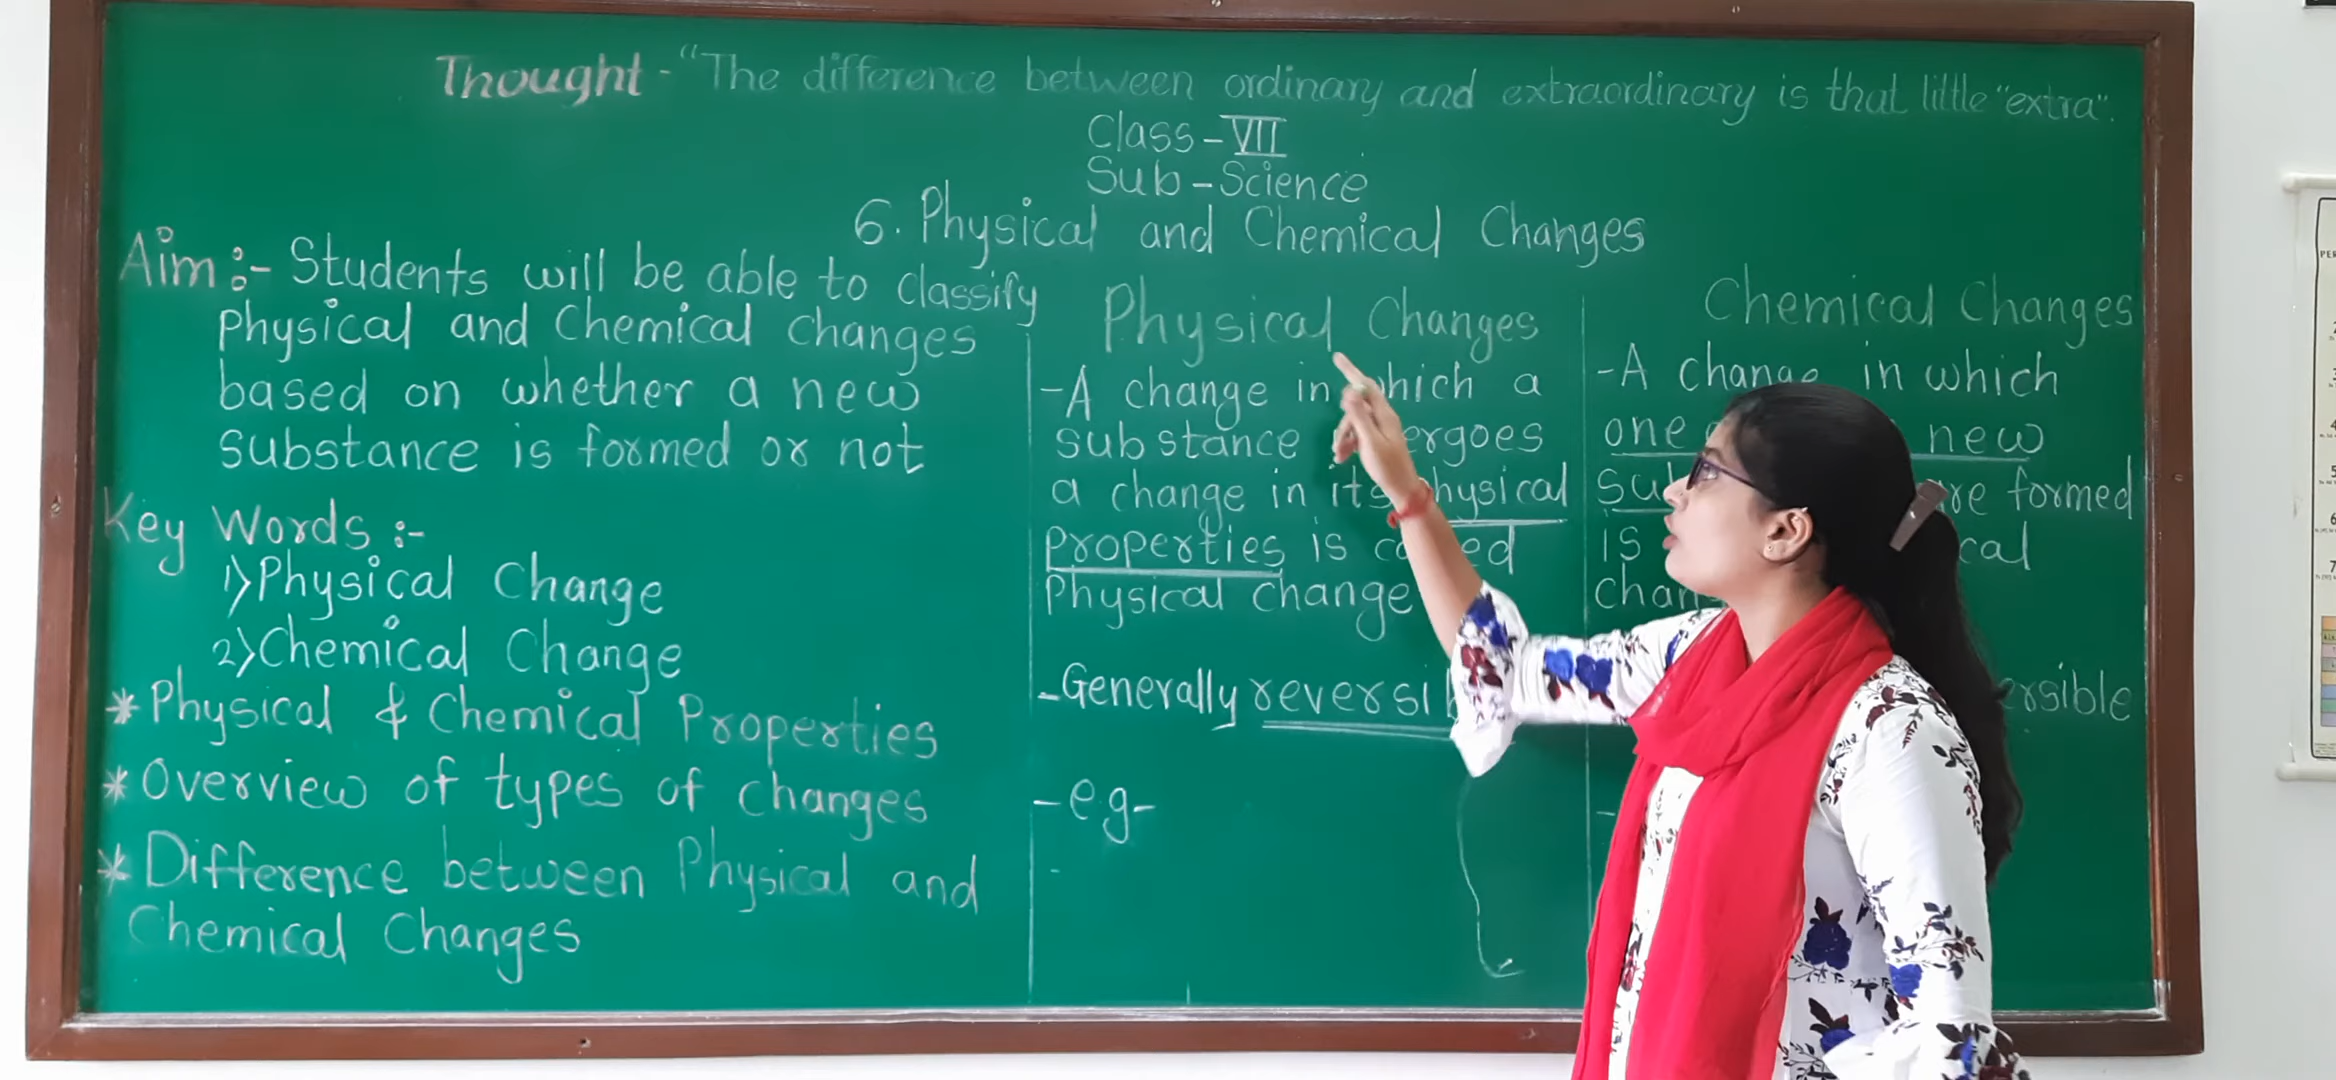 Thought - "The difference between ordinary and extraordinary is that little "extra".
Class - VII
Sub - Science
6. Physical and Chemical Changes
Aim :- Students will be able to classify
Physical and Chemical changes
based on whether a new
substance is formed or not
Key Words :-
1) Physical Change
2) Chemical Change
* Physical & Chemical Properties
* Overview of types of changes
* Difference between Physical and
Chemical Changes
Physical Changes
- A change in which a
substance
a change in its physical
properties is
Physical change
- Generally
- e.g-
Chemical Changes
- A change in which
one new
formed
is